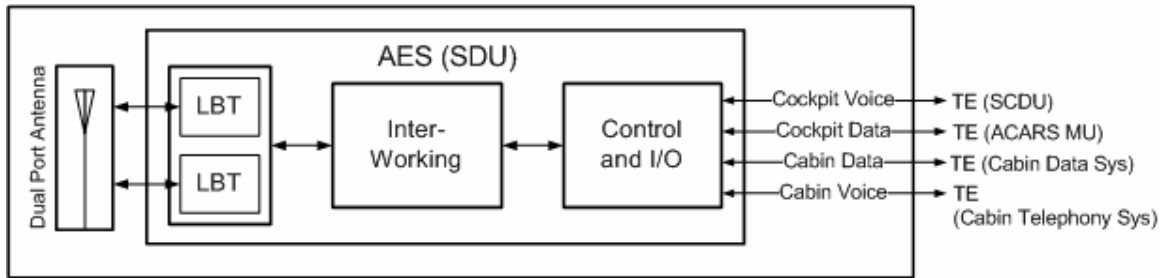 AES (SDU)
Dual Port Antenna
LBT
LBT
Inter-
Working
Control
and I/O
Cockpit Voice
TE (SCDU)
Cockpit Data
TE (ACARS MU)
Cabin Data
TE (Cabin Data Sys)
Cabin Voice
TE
(Cabin Telephony Sys)